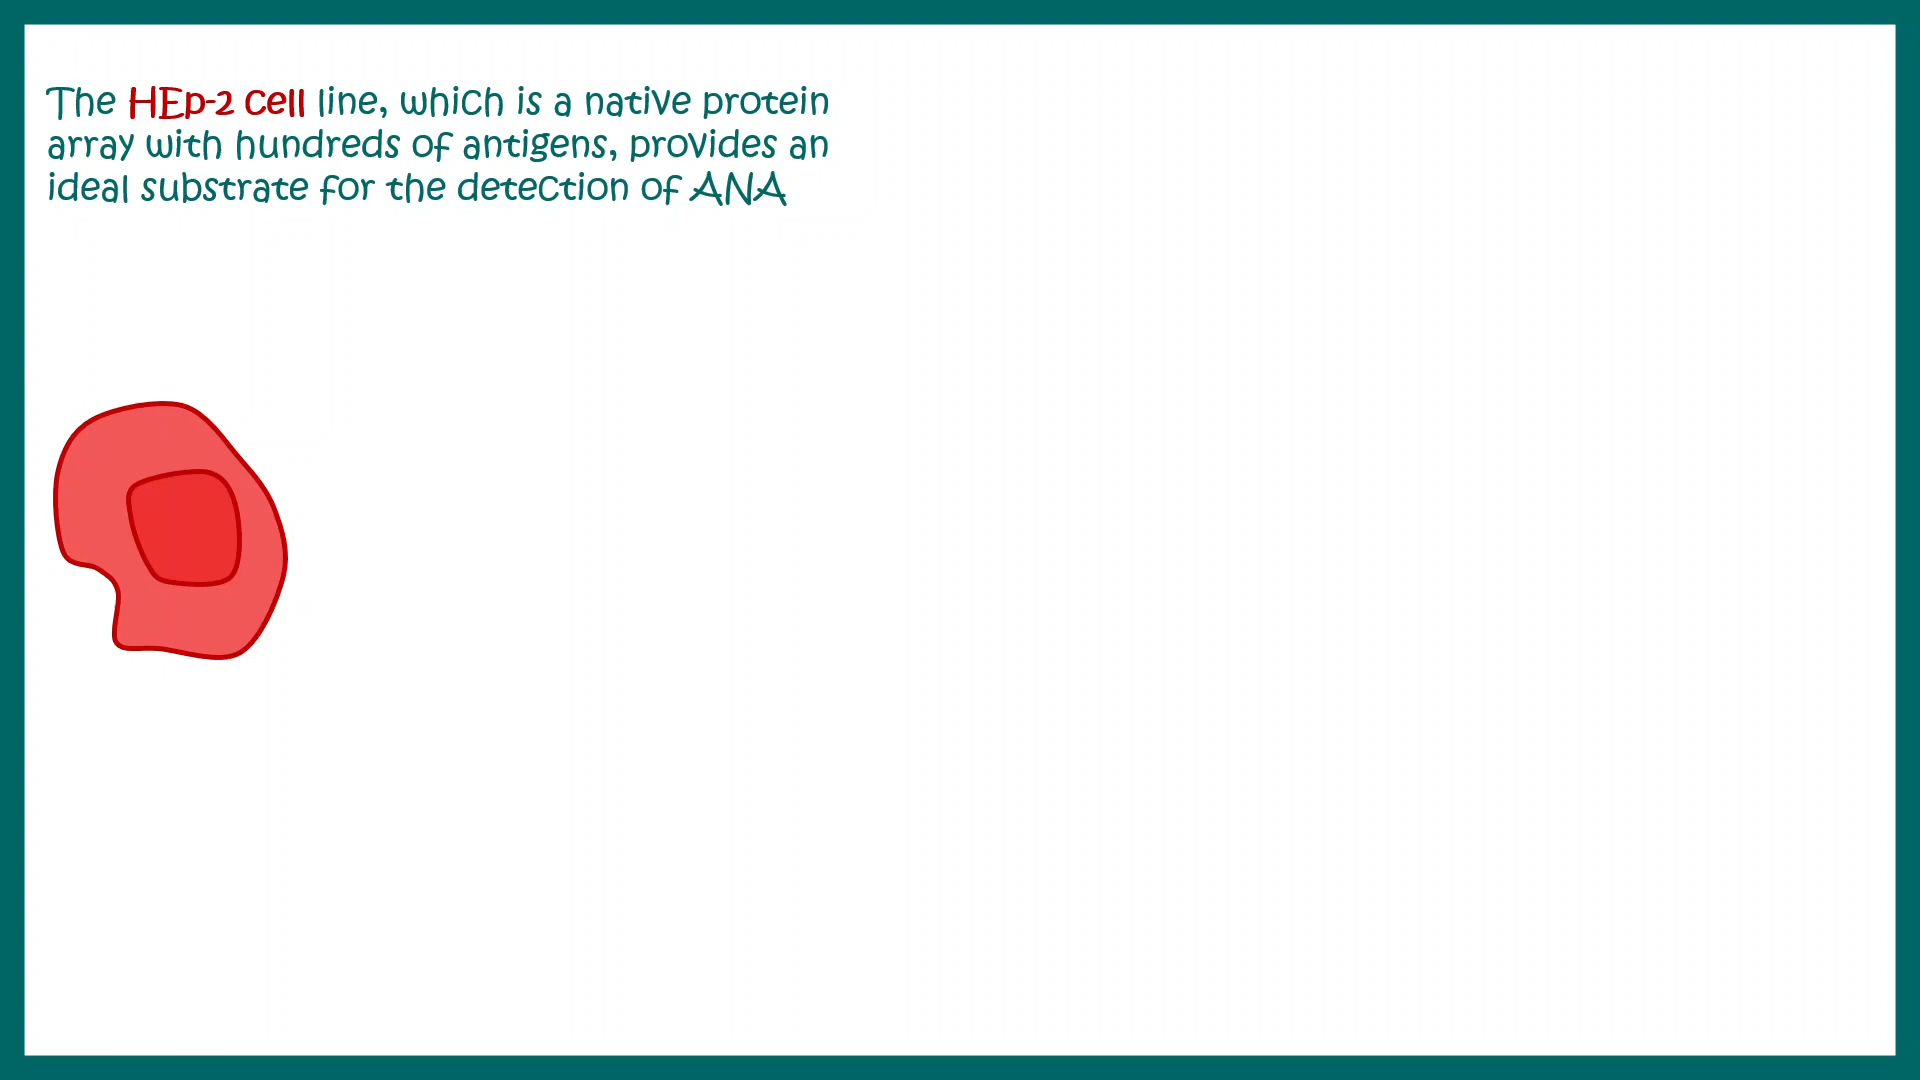 The HEp-2 cell line, which is a native protein
array with hundreds of antigens, provides an
ideal substrate for the detection of ANA